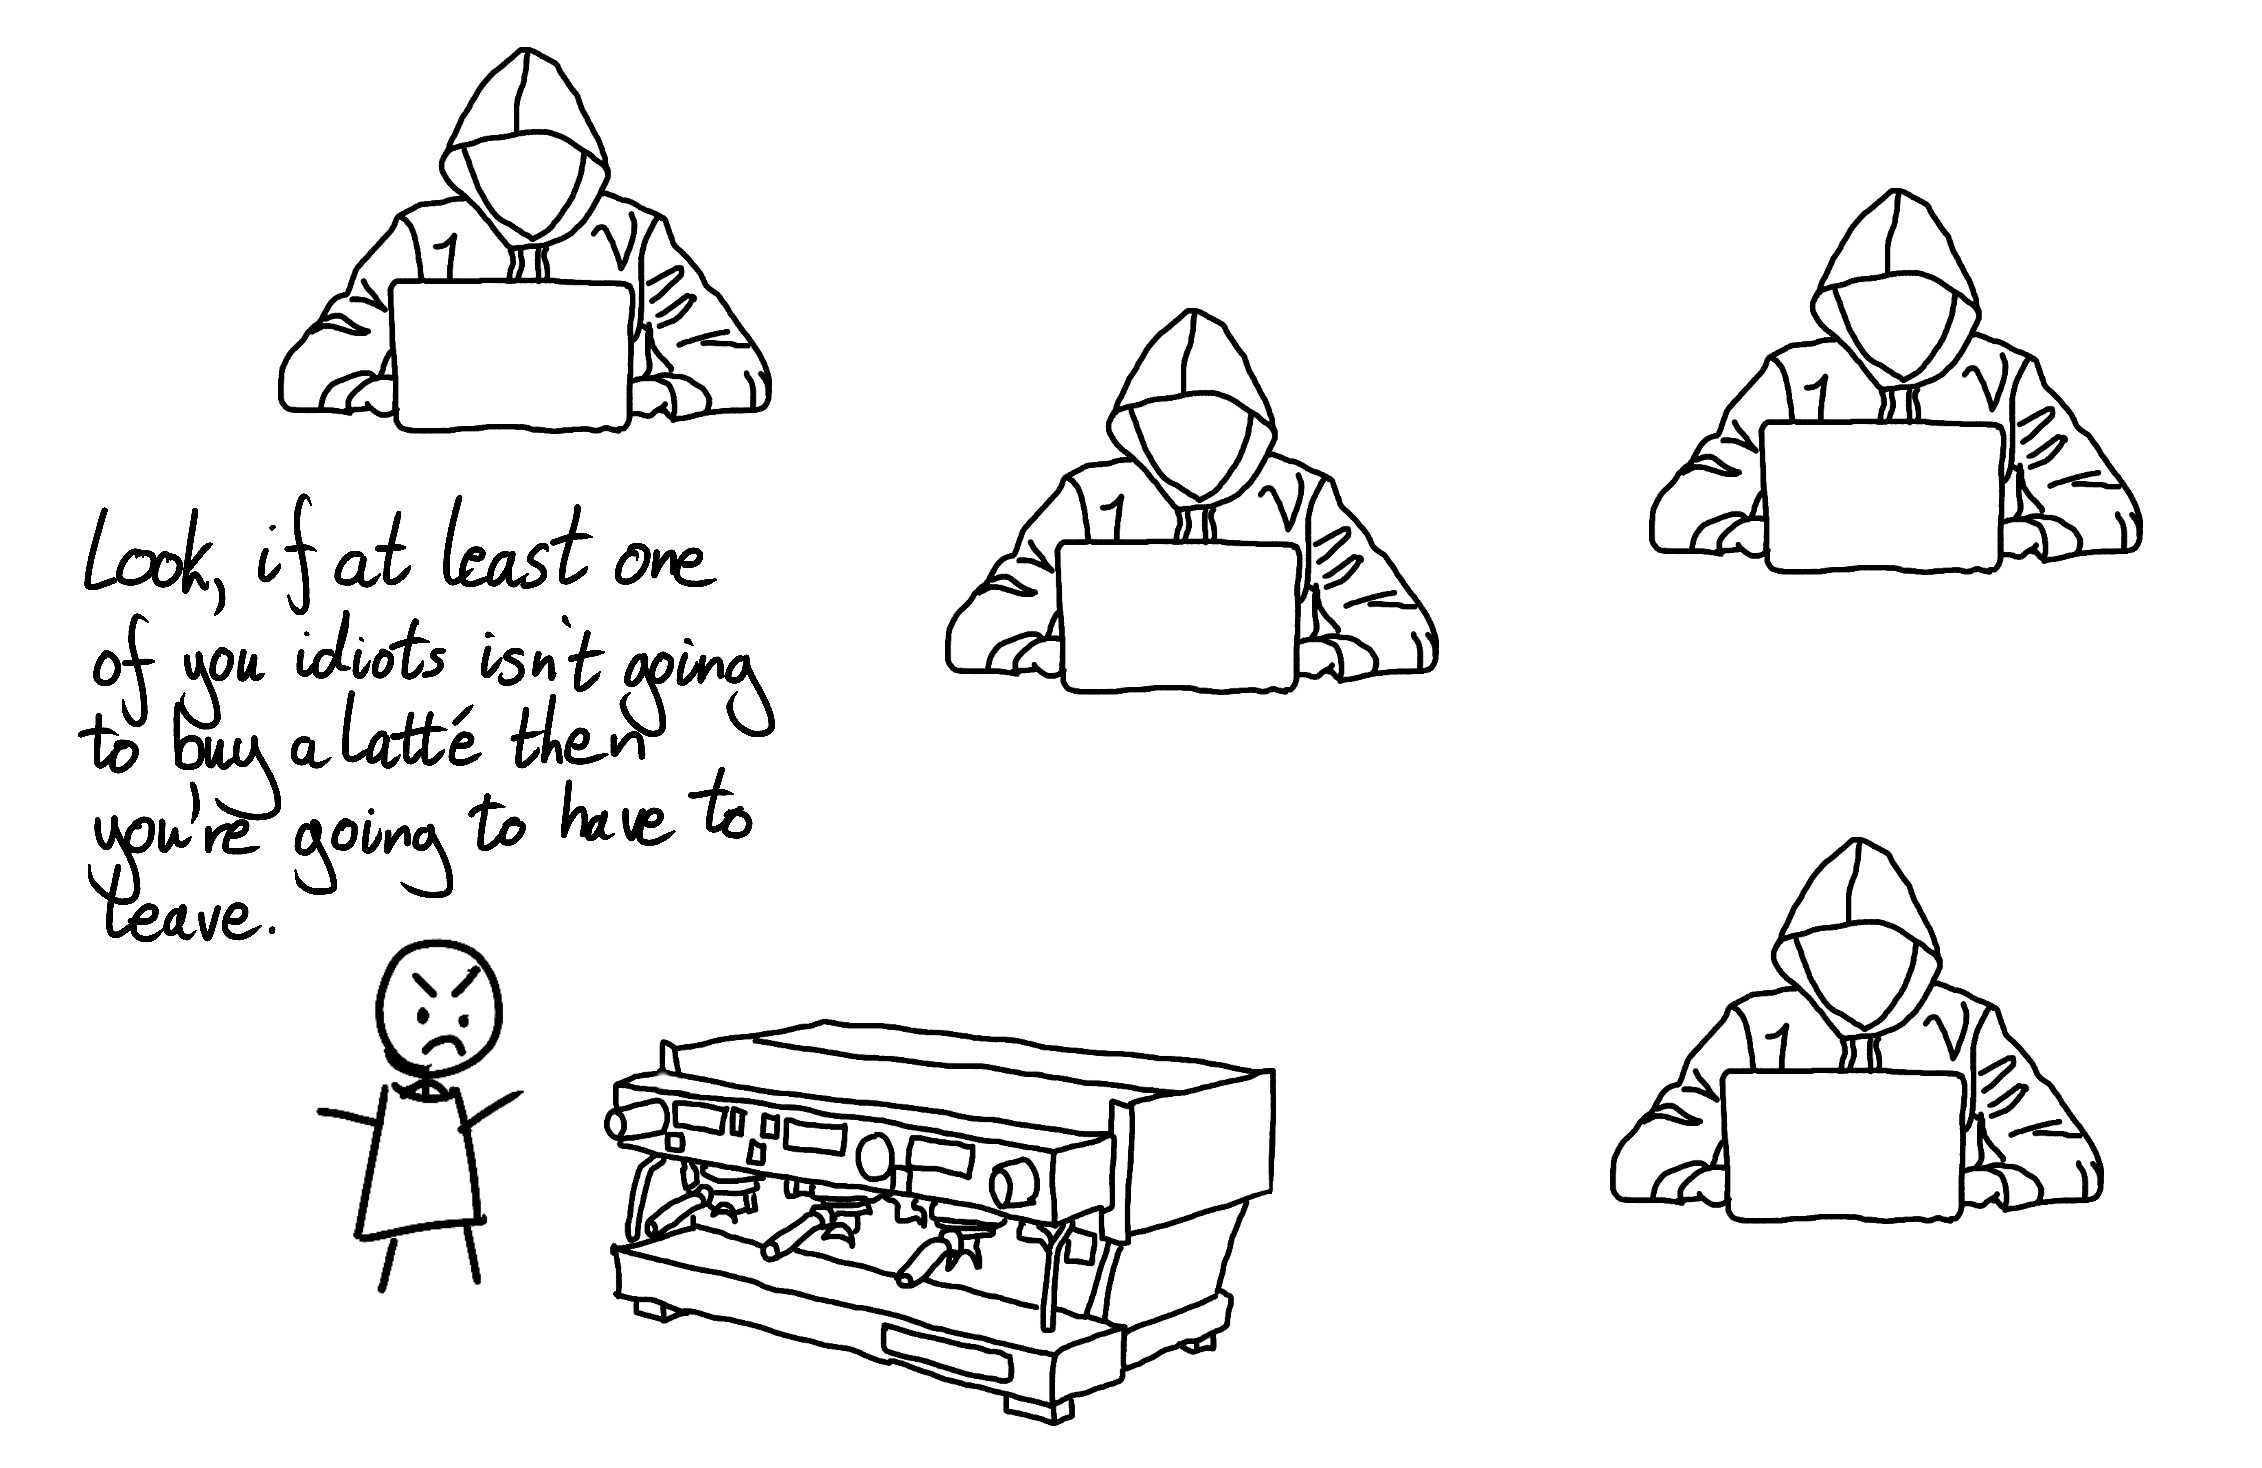 Look, if at least one
of you idiots isn't going
to buy a latté then
you're going to have to
leave.